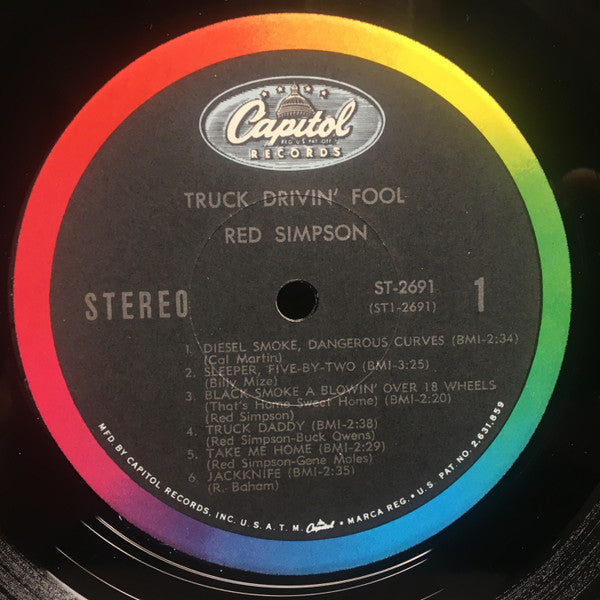 Capitol
REG. U.S. PAT. OFF.
RECORDS
TRUCK DRIVIN' FOOL
RED SIMPSON
STEREO
ST-2691
(ST1-2691)
1
1. DIESEL SMOKE, DANGEROUS CURVES (BMI-2:34)
(Cal Martin)
2. SLEEPER, FIVE-BY-TWO (BMI-3:25)
(Billy Mize)
3. BLACK SMOKE A BLOWIN' OVER 18 WHEELS
(That's Home Sweet Home) (BMI-2:20)
(Red Simpson)
4. TRUCK DADDY (BMI-2:38)
(Red Simpson-Buck Owens)
5. TAKE ME HOME (BMI-2:29)
(Red Simpson-Gene Moles)
6. JACKKNIFE (BMI-2:35)
(R. Baham)
MFD. BY CAPITOL RECORDS, INC. U.S.A. T.M. Capitol • MARCA REG. • U.S. PAT. NO. 2,631,859